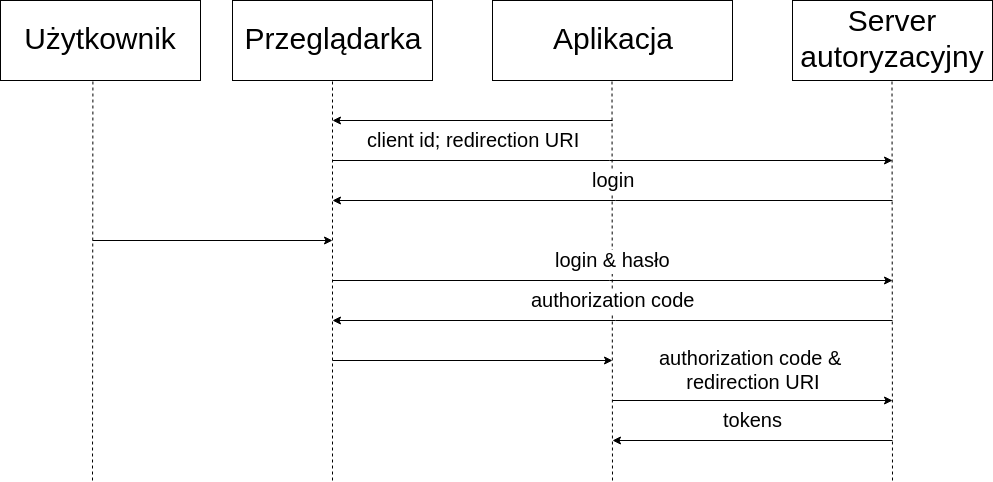 Użytkownik
Przeglądarka
Aplikacja
Server
autoryzacyjny
client id; redirection URI
login
login & hasło
authorization code
authorization code &
redirection URI
tokens